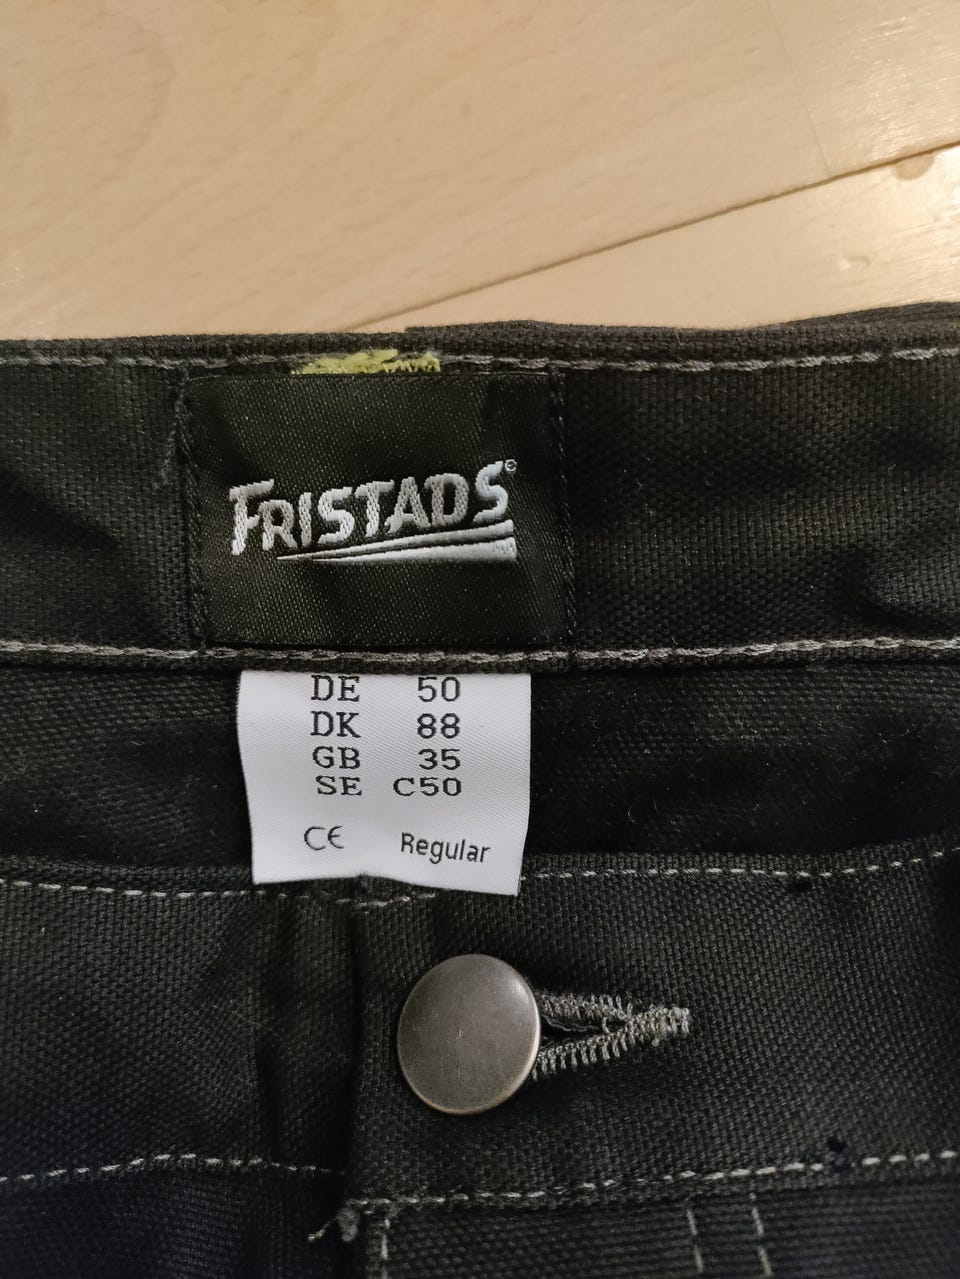 FRISTADS®
DE 50
DK 88
GB 35
SE C50
CE Regular